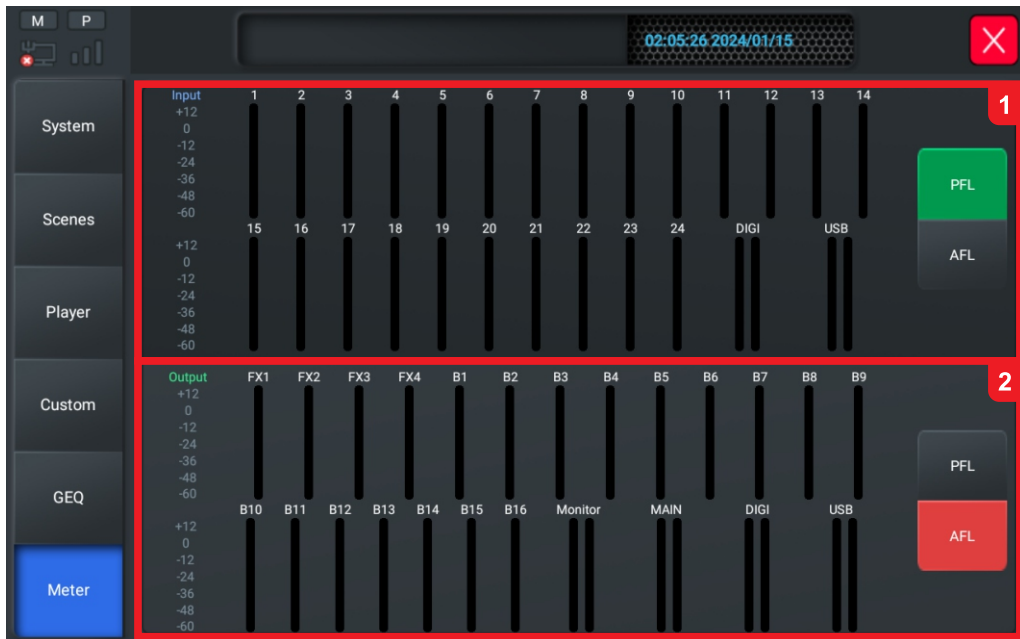 M P
02:05:26 2024/01/15
System
Scenes
Player
Custom
GEQ
Meter
1
Input 1 2 3 4 5 6 7 8 9 10 11 12 13 14
+12
0
-12
-24
-36
-48
-60
15 16 17 18 19 20 21 22 23 24 DIGI USB
+12
0
-12
-24
-36
-48
-60
PFL
AFL
2
Output FX1 FX2 FX3 FX4 B1 B2 B3 B4 B5 B6 B7 B8 B9
+12
0
-12
-24
-36
-48
-60
B10 B11 B12 B13 B14 B15 B16 Monitor MAIN DIGI USB
+12
0
-12
-24
-36
-48
-60
PFL
AFL